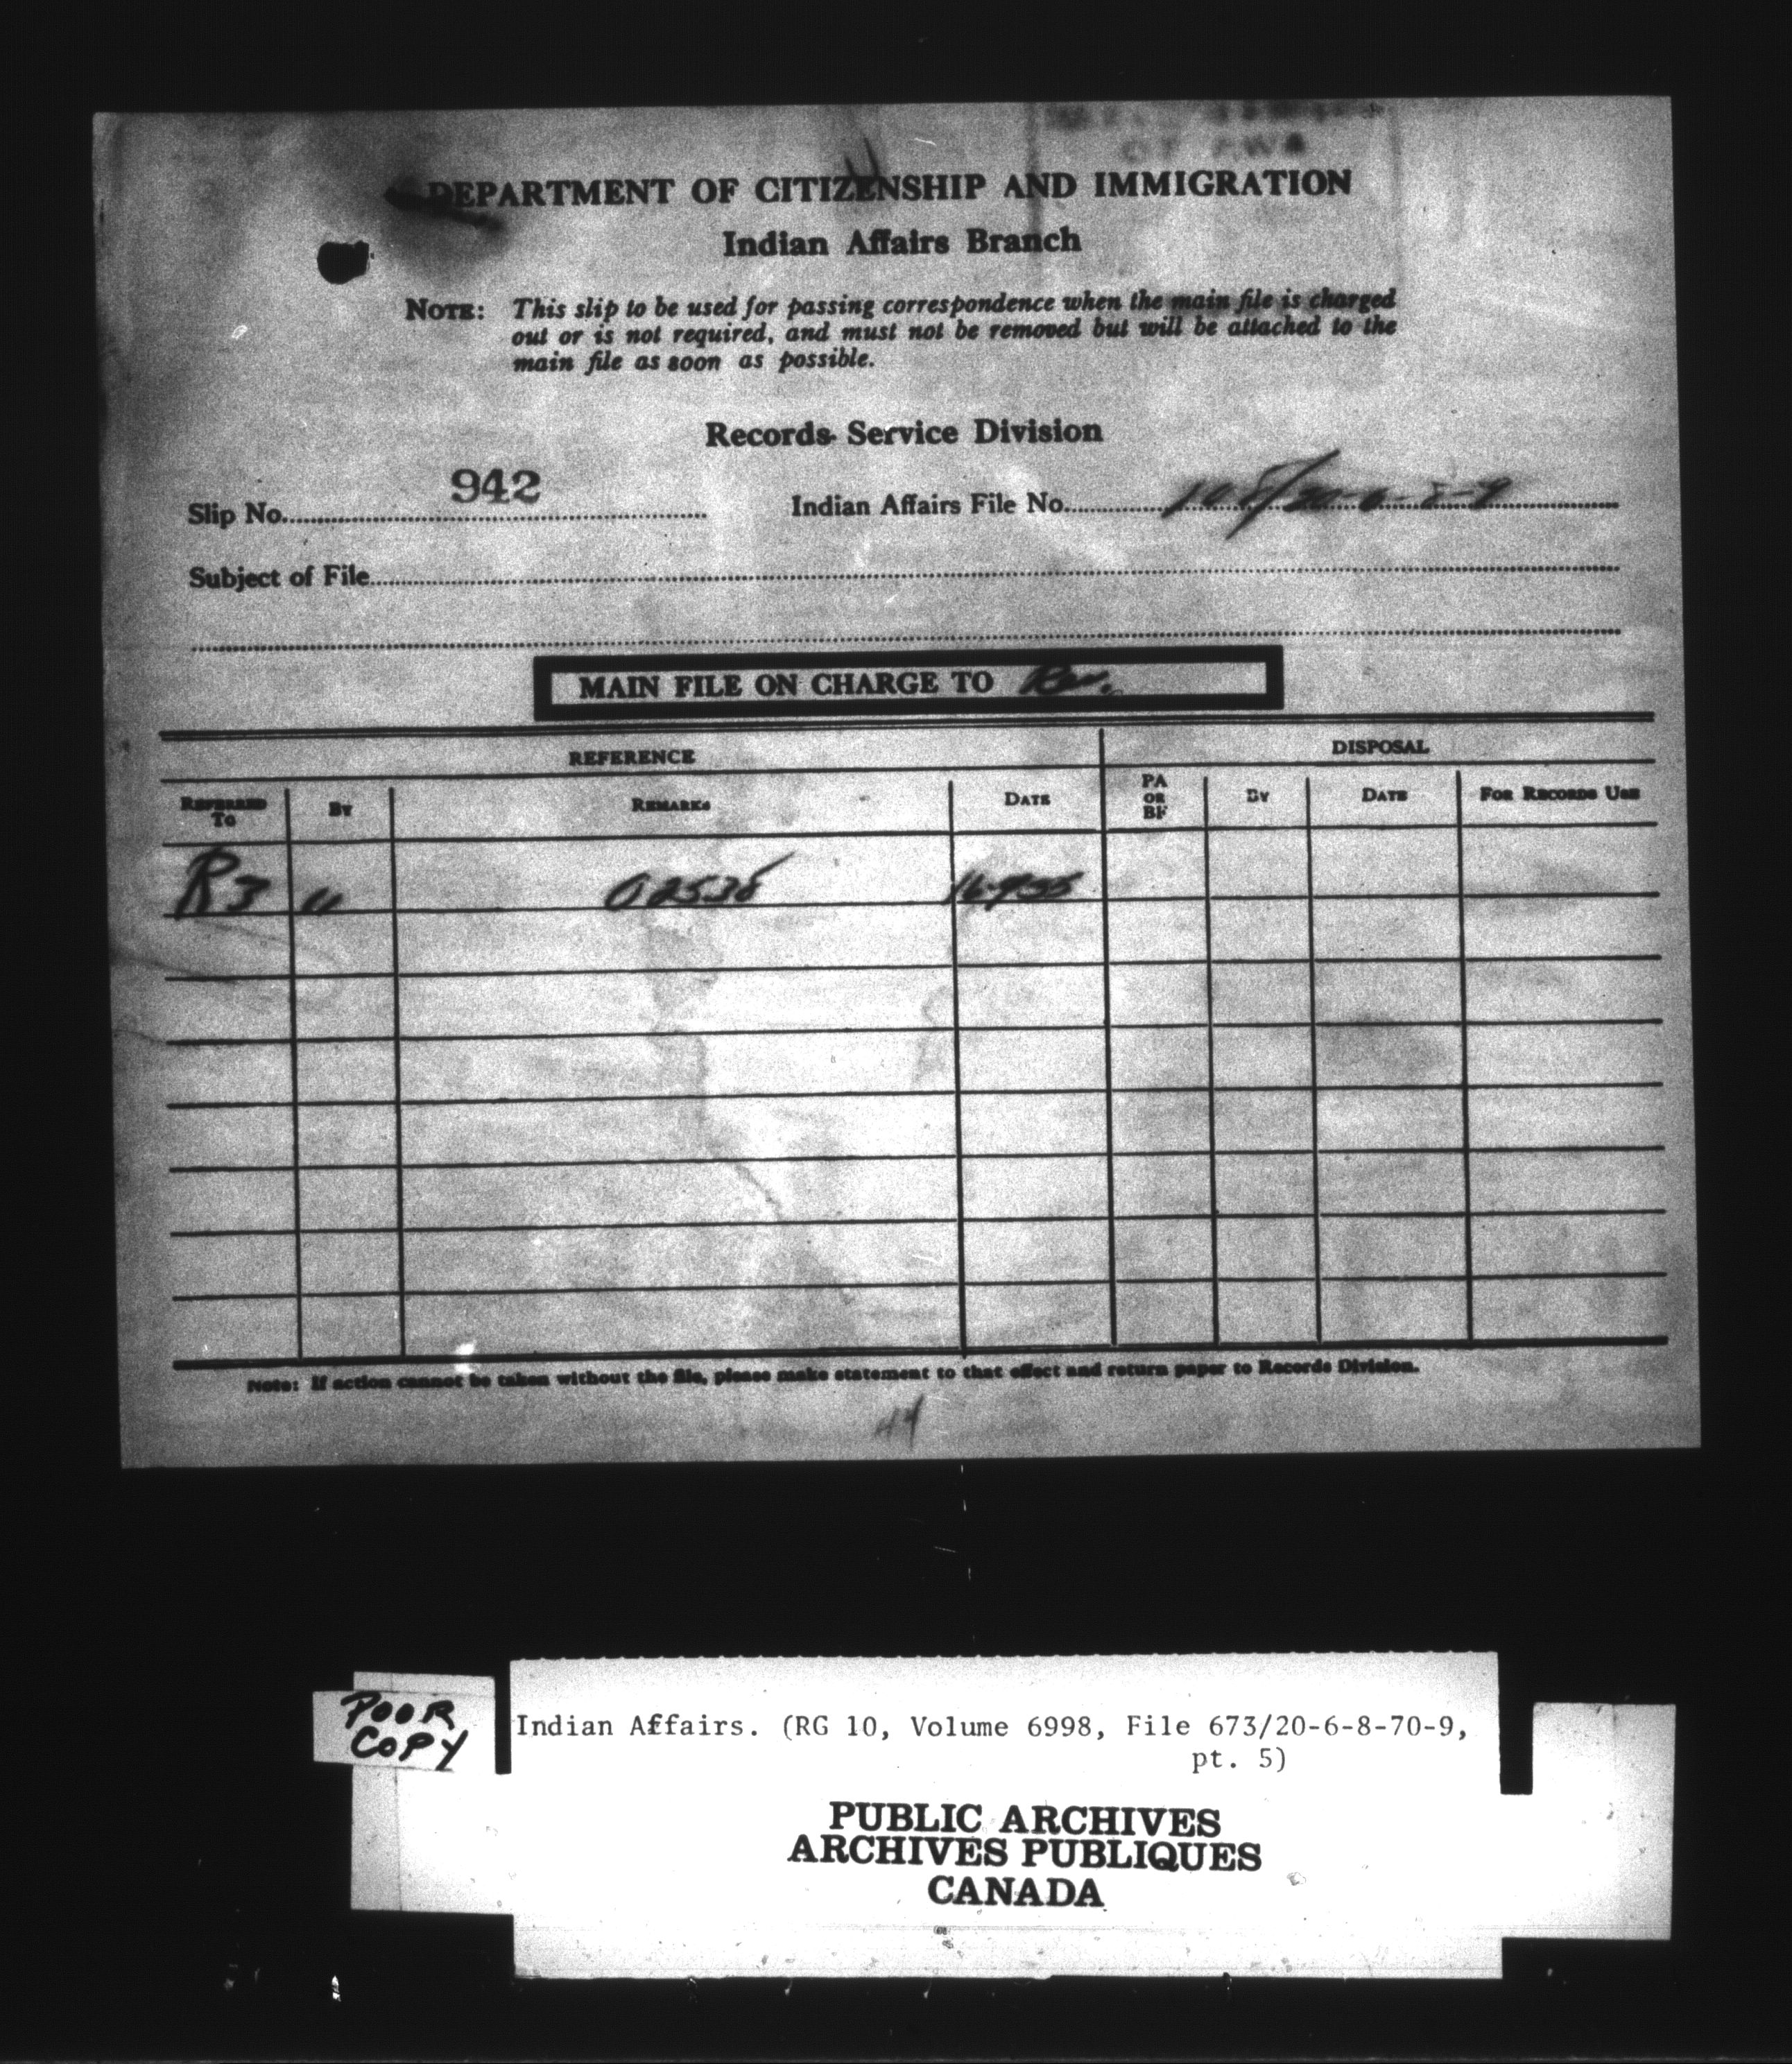 DEPARTMENT OF CITIZENSHIP AND IMMIGRATION
Indian Affairs Branch
NOTE: This slip to be used for passing correspondence when the main file is charged
out or is not required, and must not be removed but will be attached to the
main file as soon as possible.
Records Service Division
Slip No. 942 Indian Affairs File No.
Subject of File
MAIN FILE ON CHARGE TO
REFERENCE DISPOSAL
REFERRED TO BY REMARKS DATE PA OR BF BY DATE FOR RECORDS USE
R3
Note: If action cannot be taken without the file, please make statement to that effect and return paper to Records Division.
44
POOR
COPY
Indian Affairs. (RG 10, Volume 6998, File 673/20-6-8-70-9,
pt. 5)
PUBLIC ARCHIVES
ARCHIVES PUBLIQUES
CANADA